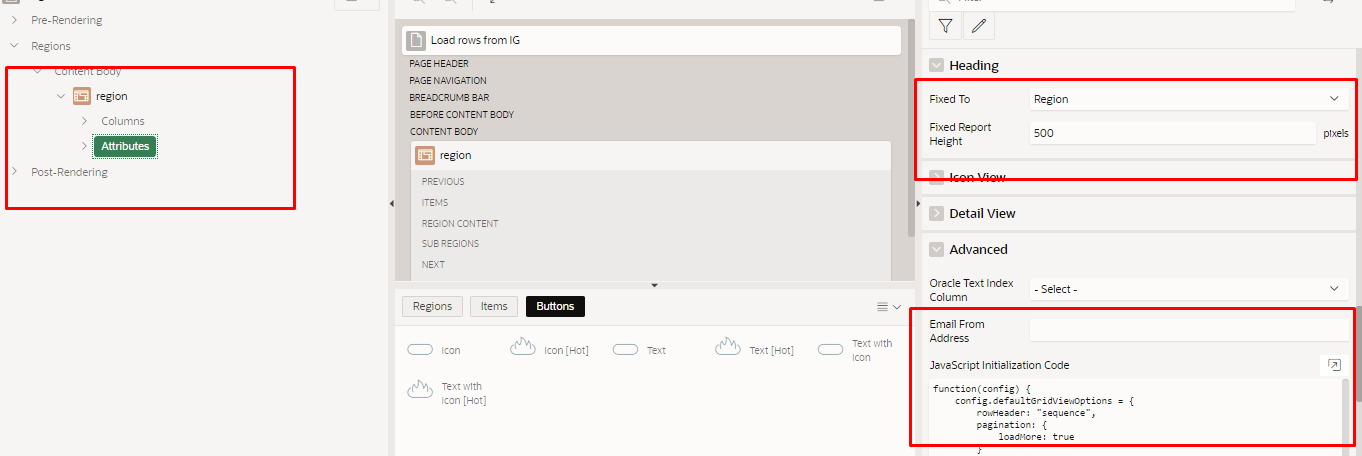 Pre-Rendering
Regions
Content Body
region
Columns
Attributes
Post-Rendering
Load rows from IG
PAGE HEADER
PAGE NAVIGATION
BREADCRUMB BAR
BEFORE CONTENT BODY
CONTENT BODY
region
PREVIOUS
ITEMS
REGION CONTENT
SUB REGIONS
NEXT
Regions
Items
Buttons
Icon
Icon [Hot]
Text
Text [Hot]
Text with
Icon
Text with
Icon [Hot]
Heading
Fixed To
Region
Fixed Report
Height
500
pixels
Icon View
Detail View
Advanced
Oracle Text Index
Column
- Select -
Email From
Address
JavaScript Initialization Code
function(config) {
config.defaultGridViewOptions = {
rowHeader: "sequence",
pagination: {
loadMore: true
}